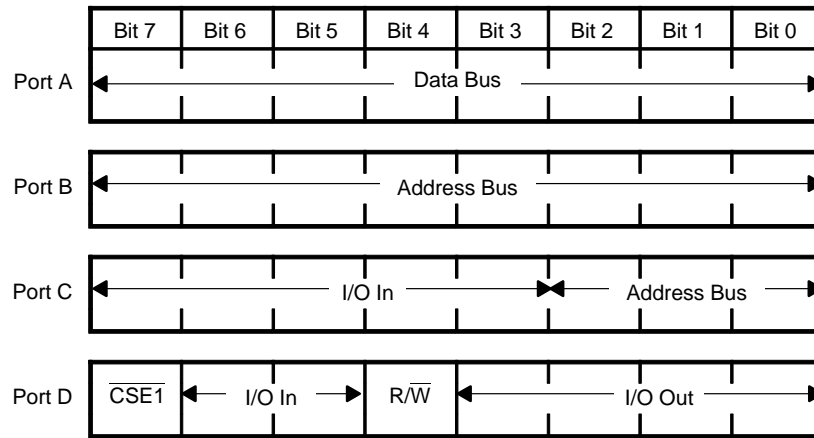 Bit 7 Bit 6 Bit 5 Bit 4 Bit 3 Bit 2 Bit 1 Bit 0
Port A Data Bus
Port B Address Bus
Port C I/O In Address Bus
Port D C̅S̅E̅1̅ I/O In R/W̅ I/O Out